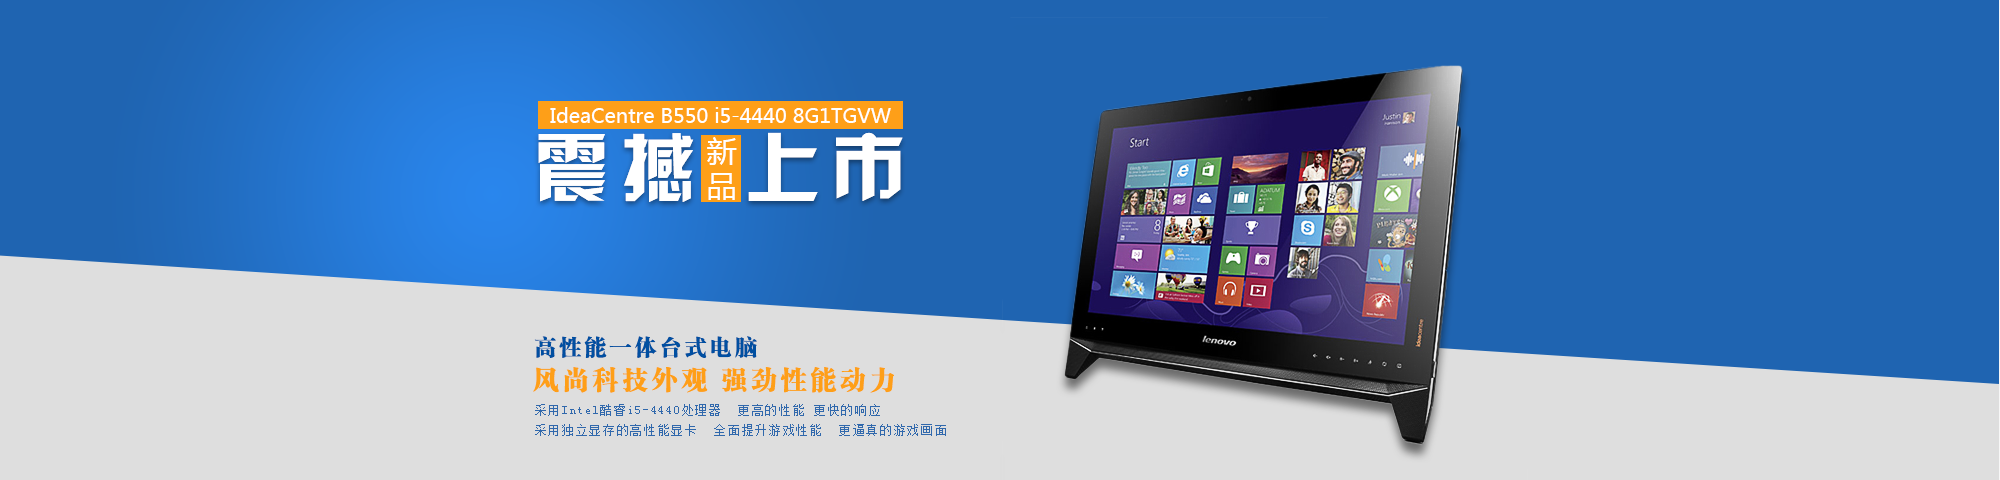 IdeaCentre B550 i5-4440 8G1TGVW
震撼新品上市
高性能一体台式电脑
风尚科技外观 强劲性能动力
采用Intel酷睿i5-4440处理器 更高的性能 更快的响应
采用独立显存的高性能显卡 全面提升游戏性能 更逼真的游戏画面
Start
Justin
lenovo
ideacentre